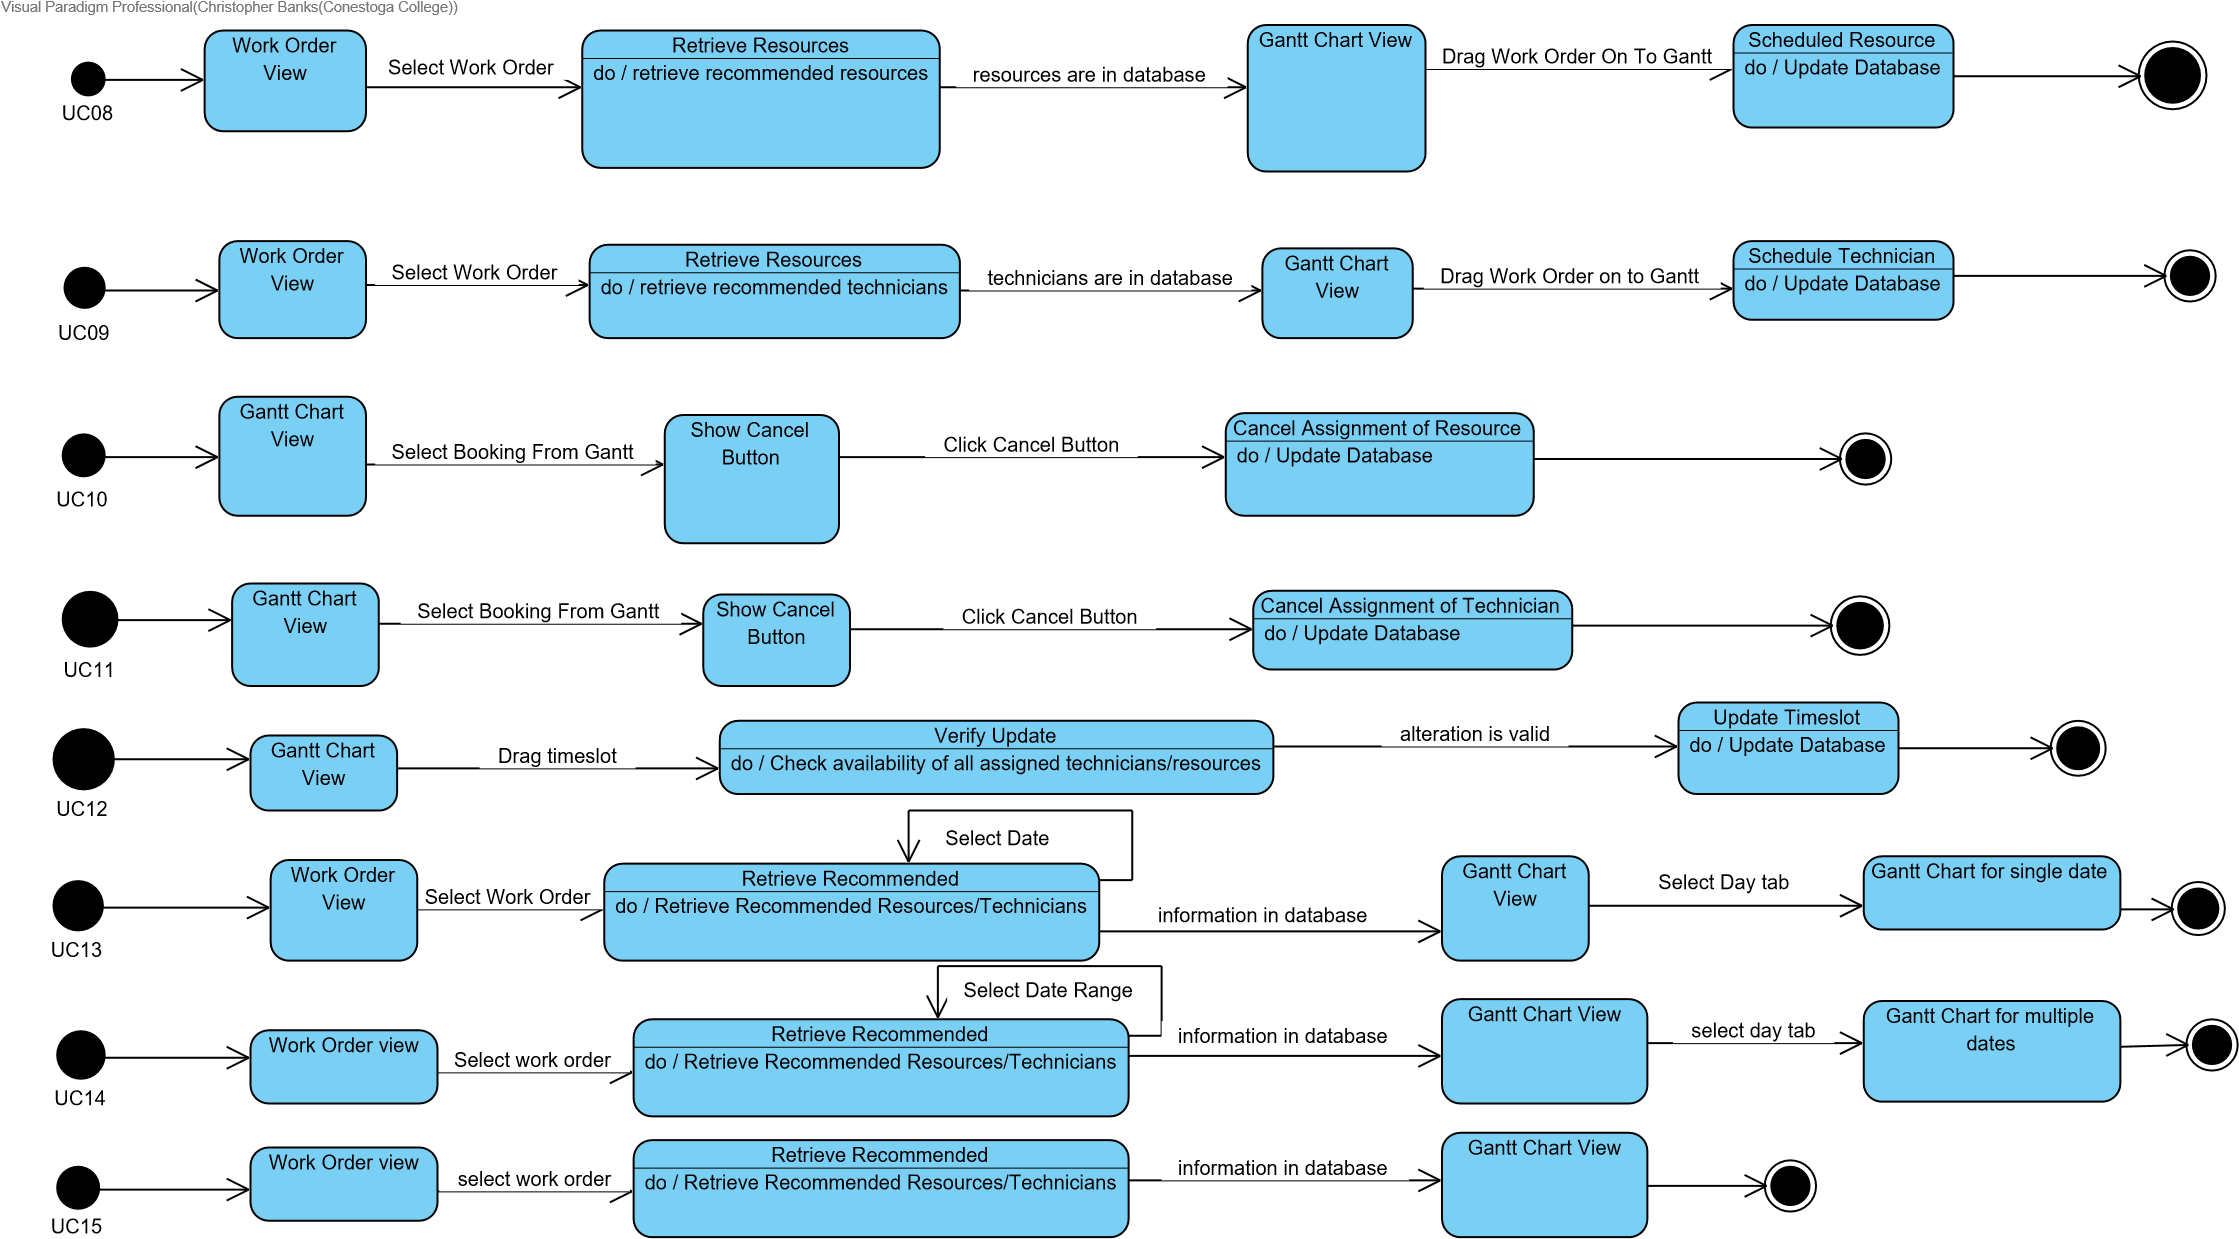 Visual Paradigm Professional(Christopher Banks(Conestoga College))
UC08
Work Order
View
Select Work Order
Retrieve Resources
do / retrieve recommended resources
resources are in database
Gantt Chart View
Drag Work Order On To Gantt
Scheduled Resource
do / Update Database
UC09
Work Order
View
Select Work Order
Retrieve Resources
do / retrieve recommended technicians
technicians are in database
Gantt Chart
View
Drag Work Order on to Gantt
Schedule Technician
do / Update Database
UC10
Gantt Chart
View
Select Booking From Gantt
Show Cancel
Button
Click Cancel Button
Cancel Assignment of Resource
do / Update Database
UC11
Gantt Chart
View
Select Booking From Gantt
Show Cancel
Button
Click Cancel Button
Cancel Assignment of Technician
do / Update Database
UC12
Gantt Chart
View
Drag timeslot
Verify Update
do / Check availability of all assigned technicians/resources
alteration is valid
Update Timeslot
do / Update Database
UC13
Work Order
View
Select Work Order
Select Date
Retrieve Recommended
do / Retrieve Recommended Resources/Technicians
information in database
Gantt Chart
View
Select Day tab
Gantt Chart for single date
UC14
Work Order view
Select work order
Select Date Range
Retrieve Recommended
do / Retrieve Recommended Resources/Technicians
information in database
Gantt Chart View
select day tab
Gantt Chart for multiple
dates
UC15
Work Order view
select work order
Retrieve Recommended
do / Retrieve Recommended Resources/Technicians
information in database
Gantt Chart View